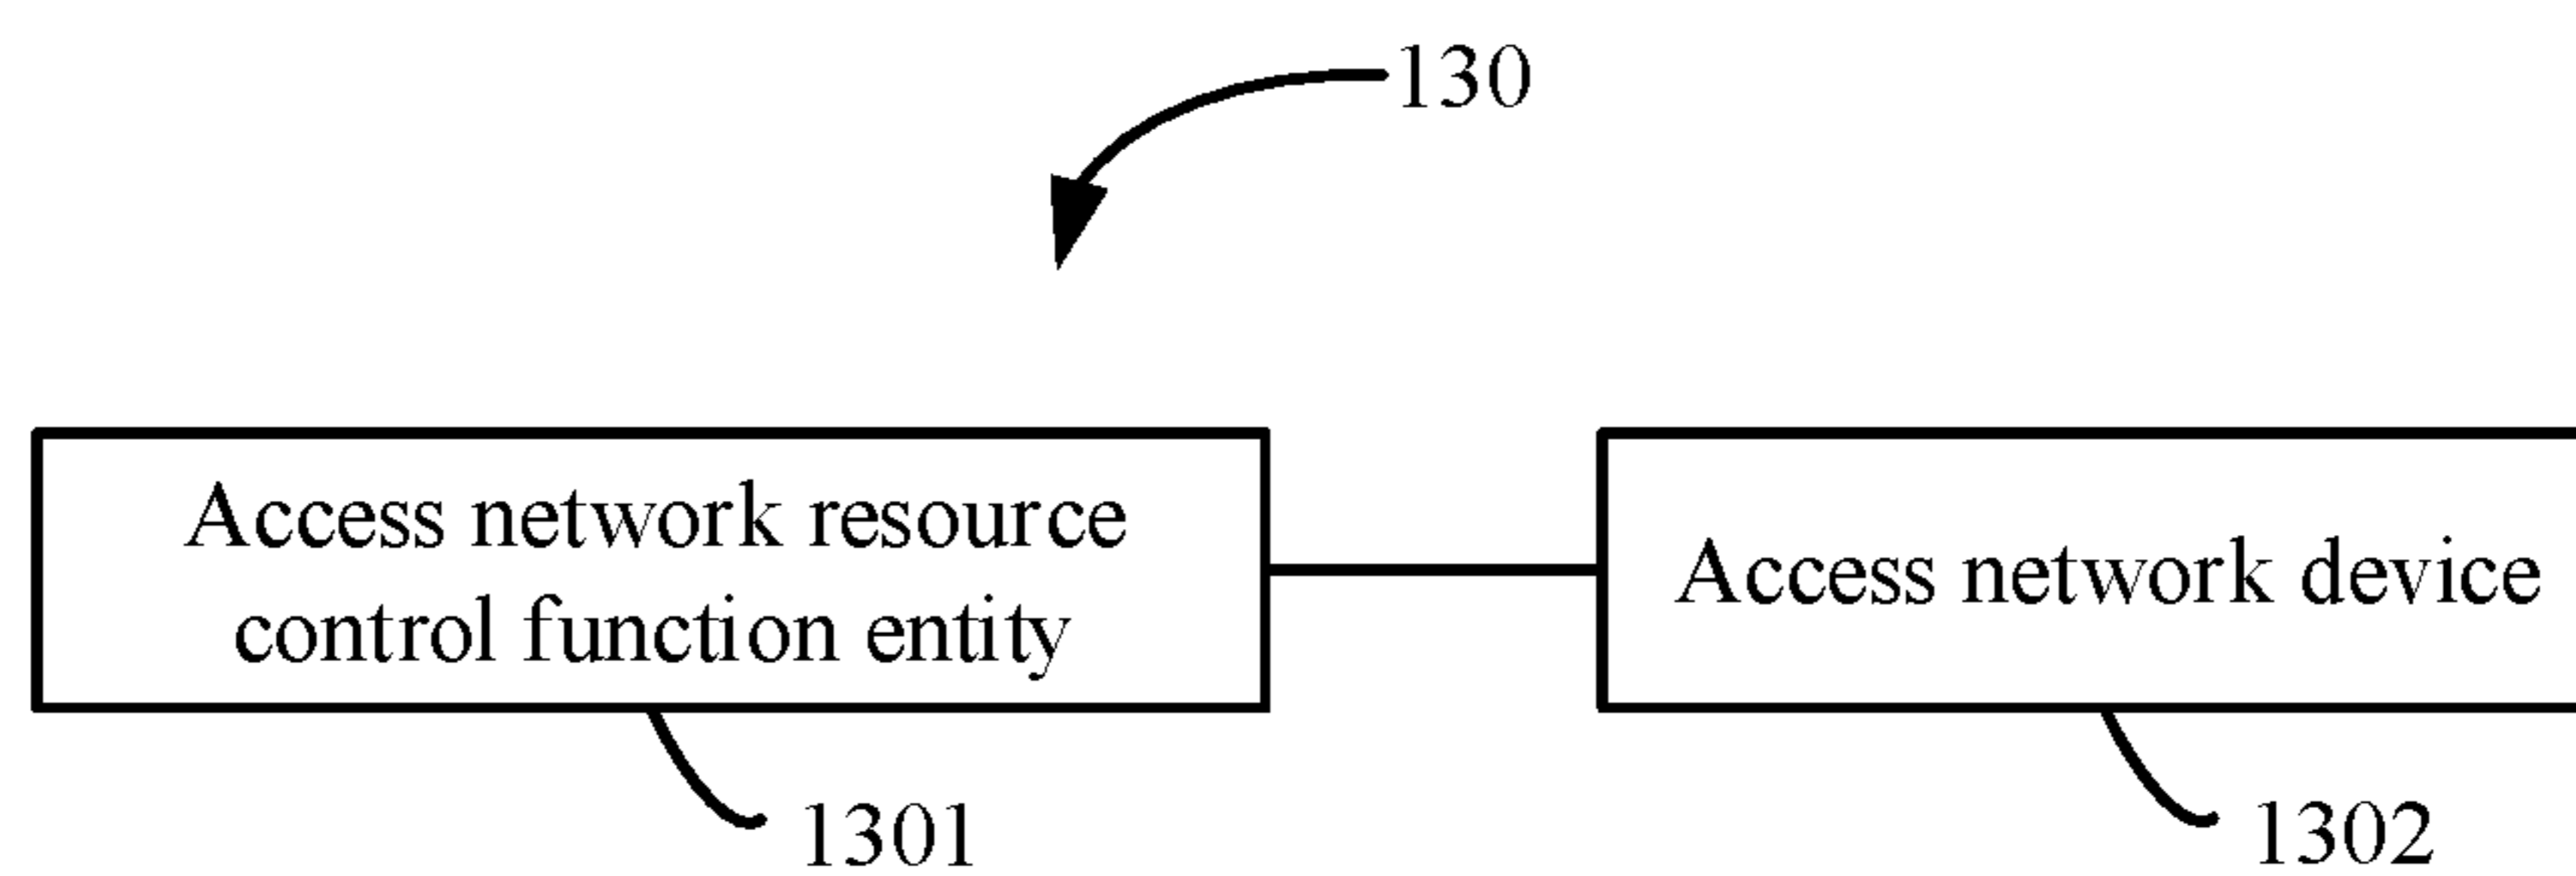 130
Access network resource
control function entity
Access network device
1301
1302